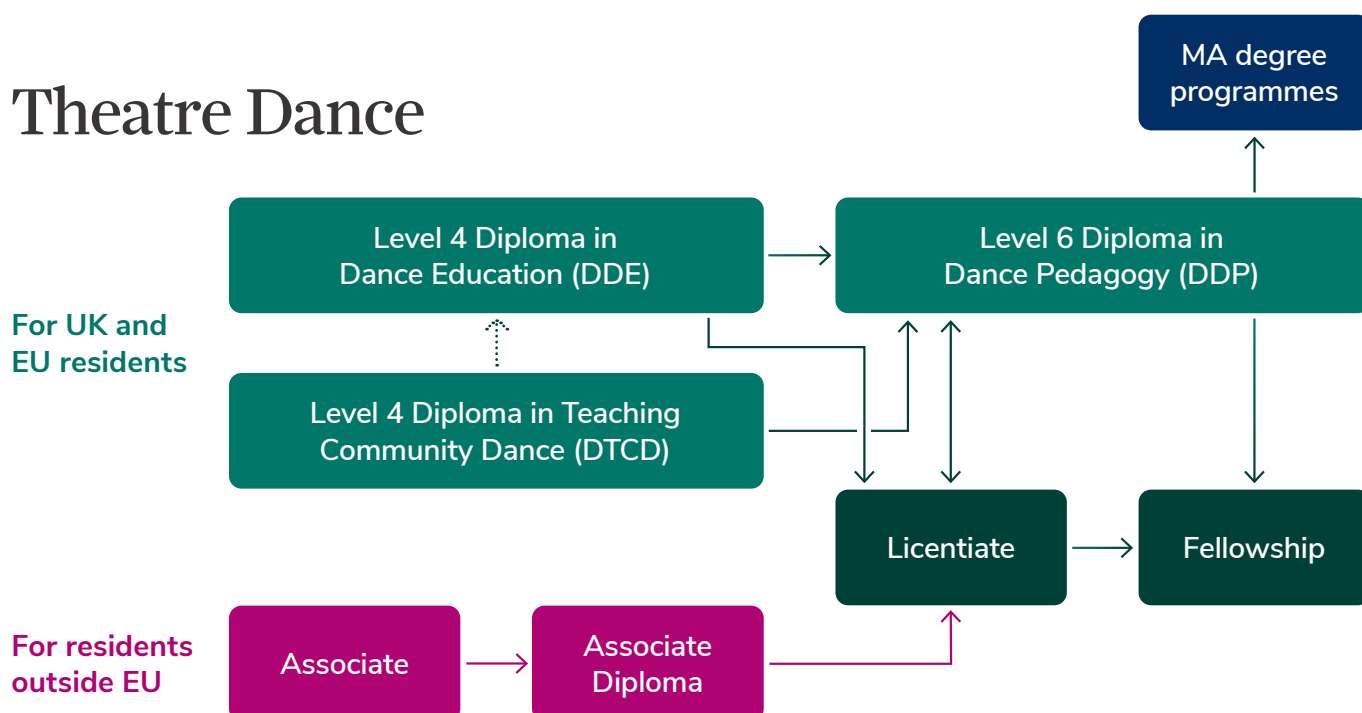 MA degree
programmes
Theatre Dance
Level 4 Diploma in
Dance Education (DDE)
Level 6 Diploma in
Dance Pedagogy (DDP)
For UK and
EU residents
Level 4 Diploma in Teaching
Community Dance (DTCD)
Licentiate
Fellowship
For residents
outside EU
Associate
Associate
Diploma